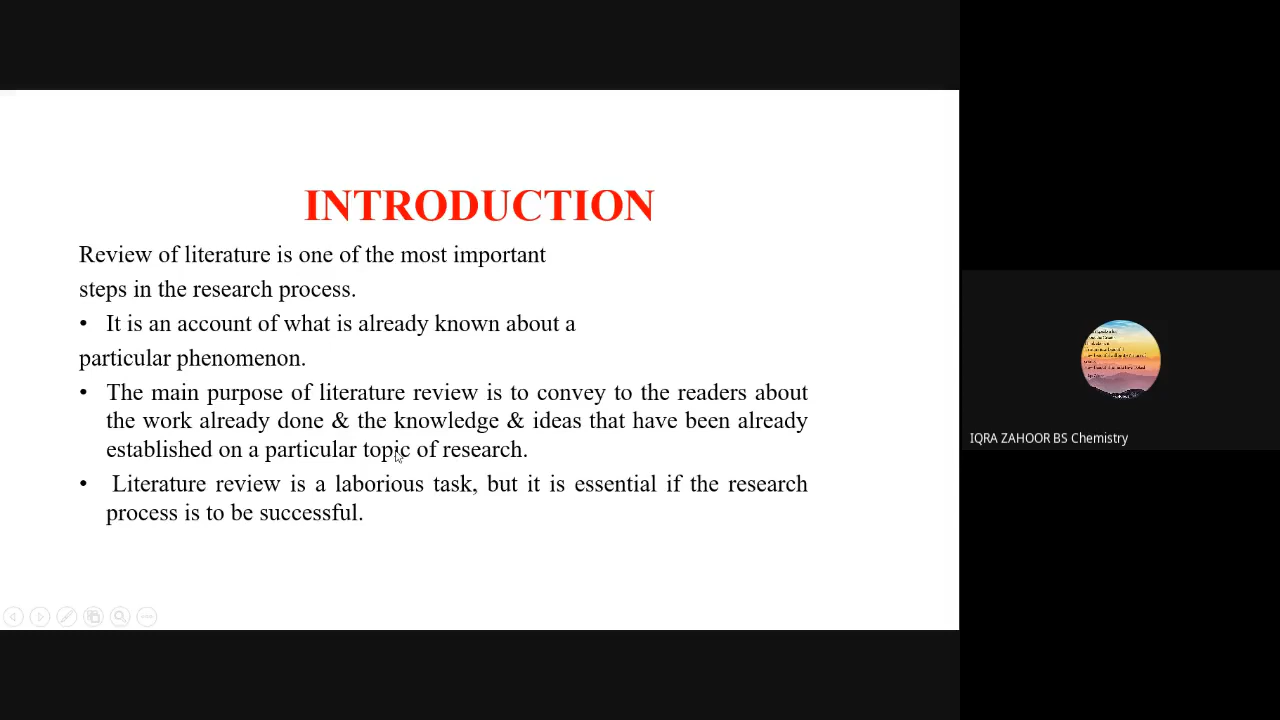 INTRODUCTION
Review of literature is one of the most important
steps in the research process.
• It is an account of what is already known about a
particular phenomenon.
• The main purpose of literature review is to convey to the readers about
the work already done & the knowledge & ideas that have been already
established on a particular topic of research.
• Literature review is a laborious task, but it is essential if the research
process is to be successful.
IQRA ZAHOOR BS Chemistry